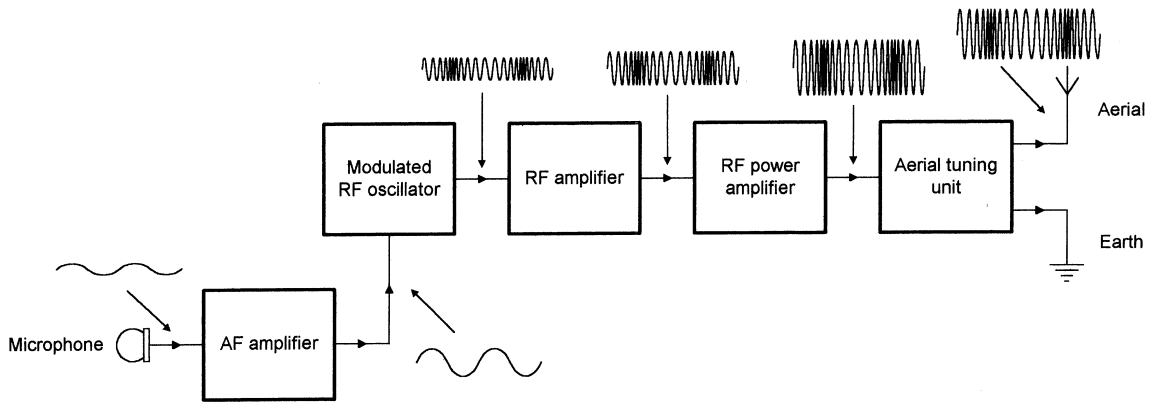 Aerial
Modulated
RF oscillator
RF amplifier
RF power
amplifier
Aerial tuning
unit
Earth
Microphone
AF amplifier